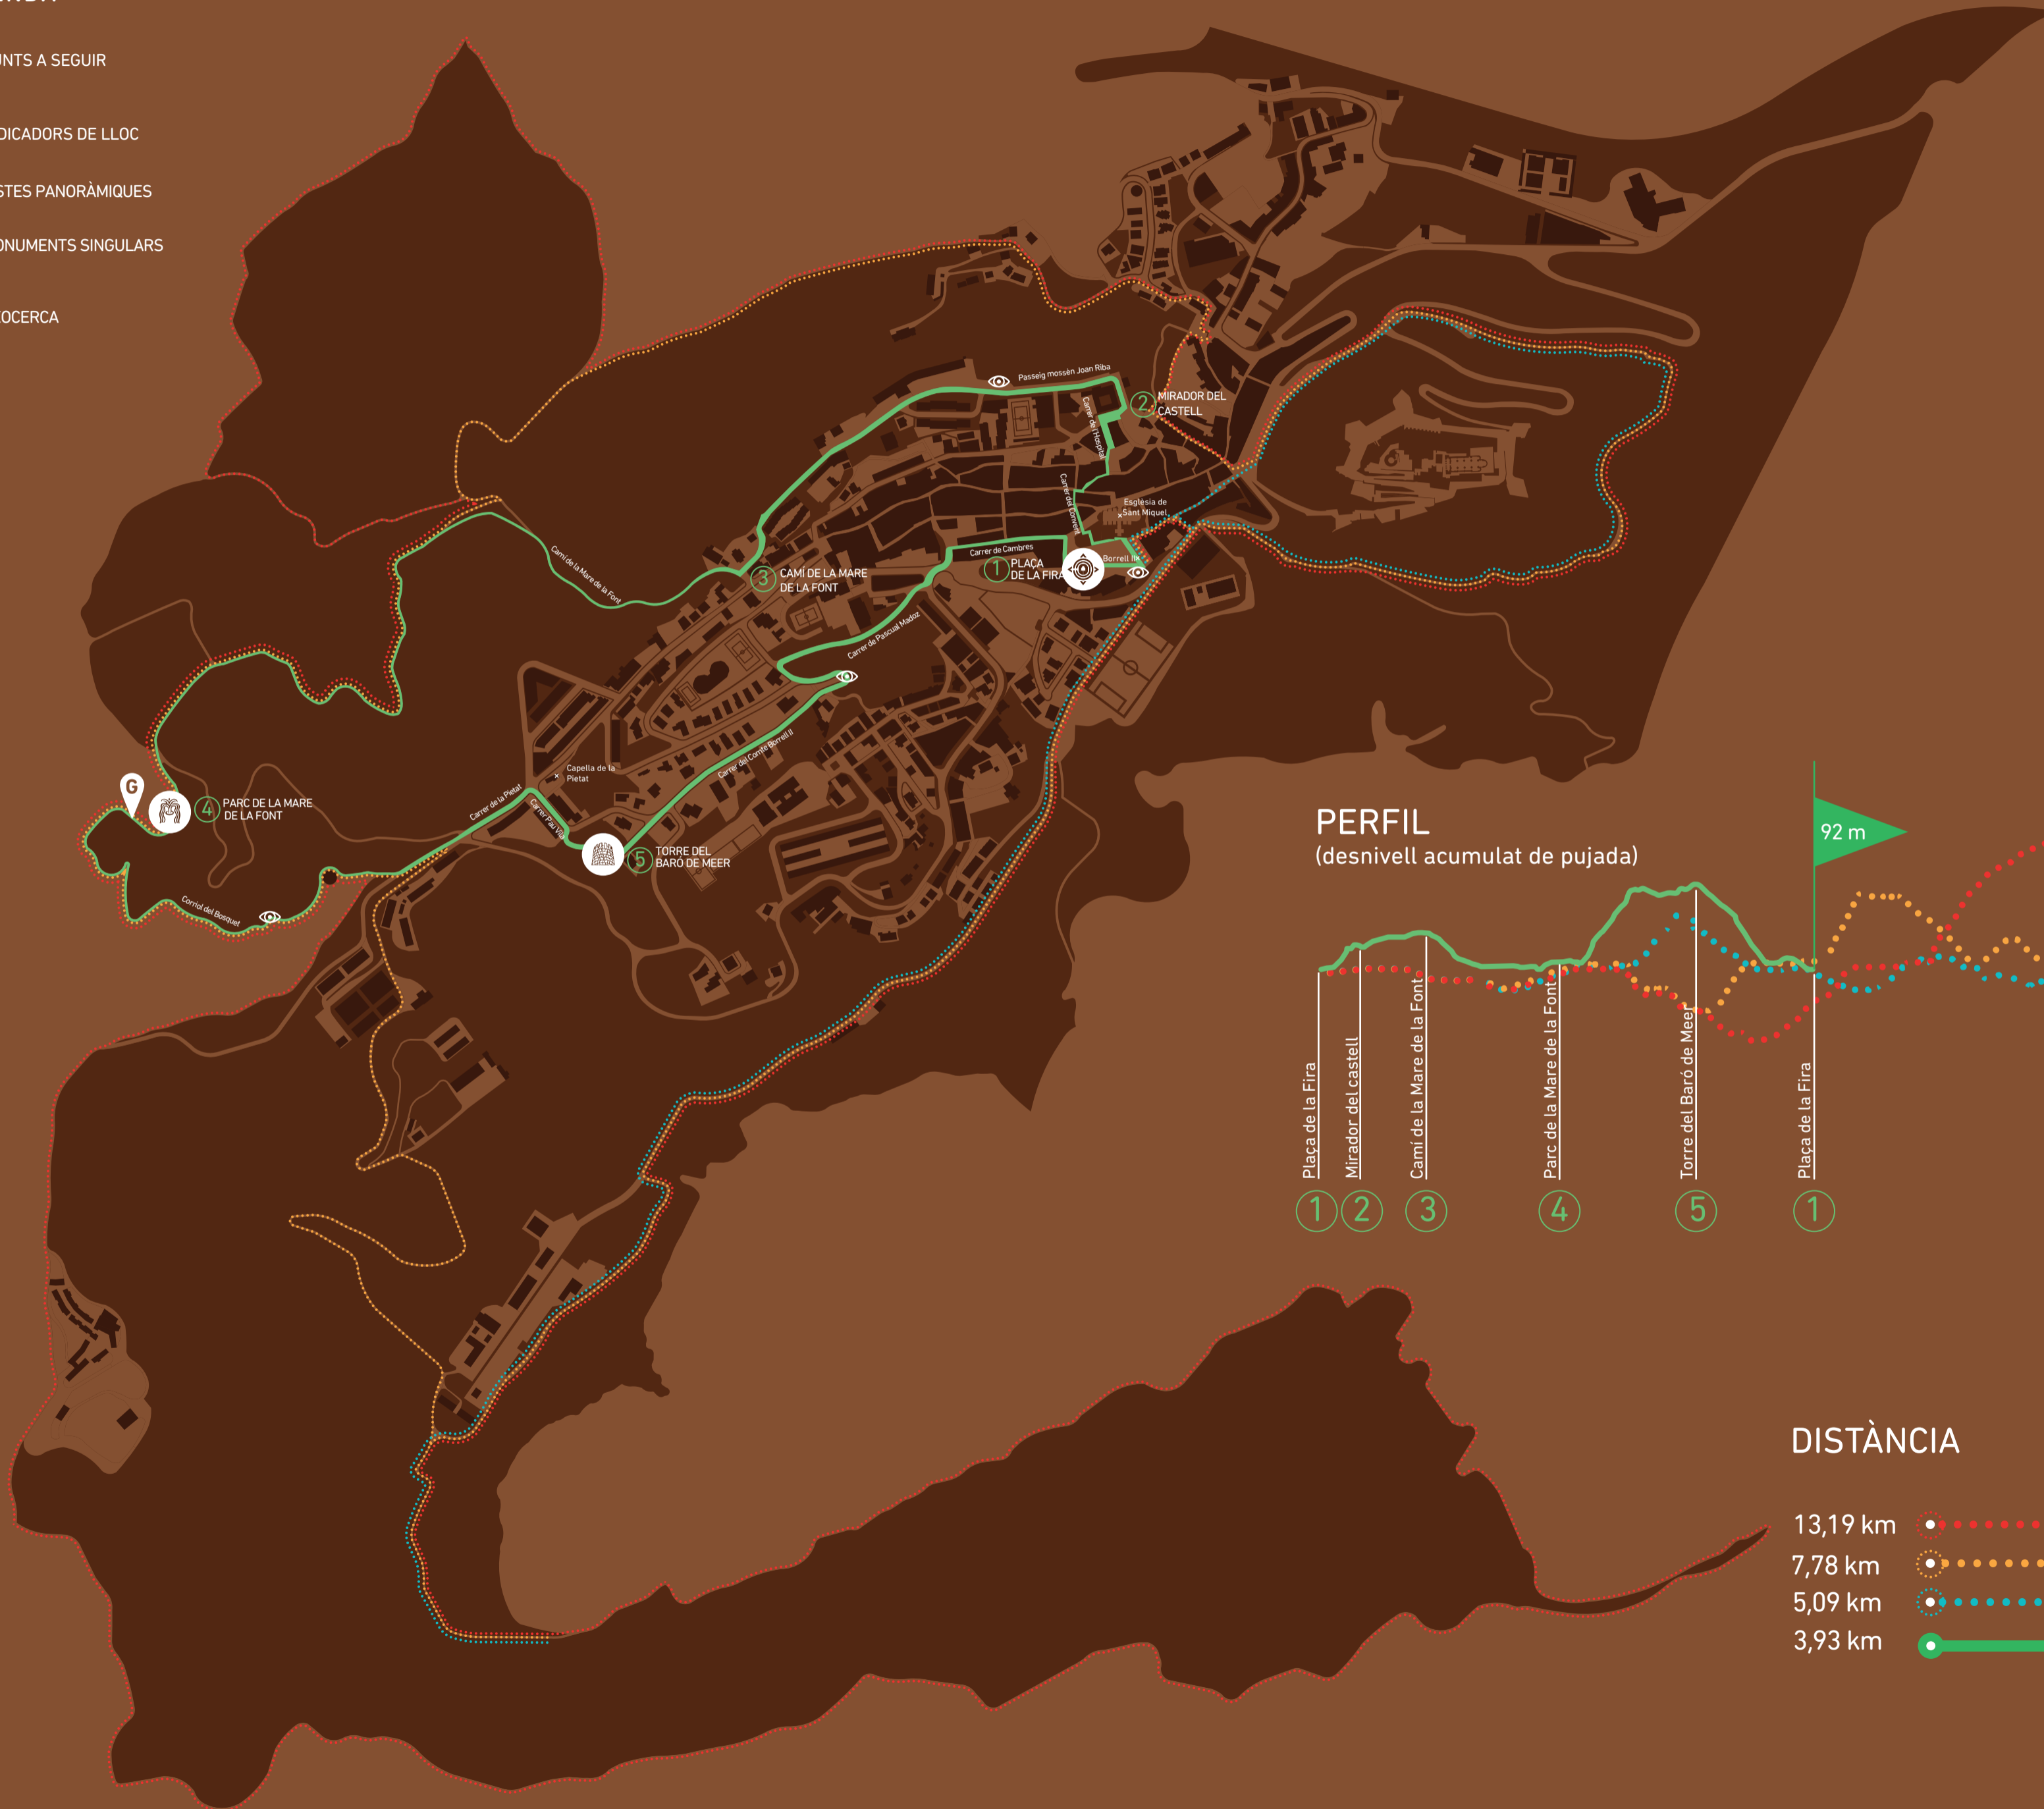 UNTS A SEGUIR
DICADORS DE LLOC
STES PANORÀMIQUES
ONUMENTS SINGULARS
OCERCA
Passeig mossèn Joan Riba
2
MIRADOR DEL
CASTELL
Carrer de l'Hospital
Carrer del Convent
Església de
Sant Miquel
Carrer de Cambres
1
PLAÇA
DE LA FIRA
Borrell II
3
CAMÍ DE LA MARE
DE LA FONT
Camí de la Mare de la Font
Carrer de Pascual Madoz
Carrer del Comte Borrell II
Capella de la
Pietat
Carrer de la Pietat
Carrer Pau Vila
G
4
PARC DE LA MARE
DE LA FONT
5
TORRE DEL
BARÓ DE MEER
Corriol del Bosquet
PERFIL
(desnivell acumulat de pujada)
92 m
Plaça de la Fira
Mirador del castell
Camí de la Mare de la Font
Parc de la Mare de la Font
Torre del Baró de Meer
Plaça de la Fira
1
2
3
4
5
1
DISTÀNCIA
13,19 km
7,78 km
5,09 km
3,93 km